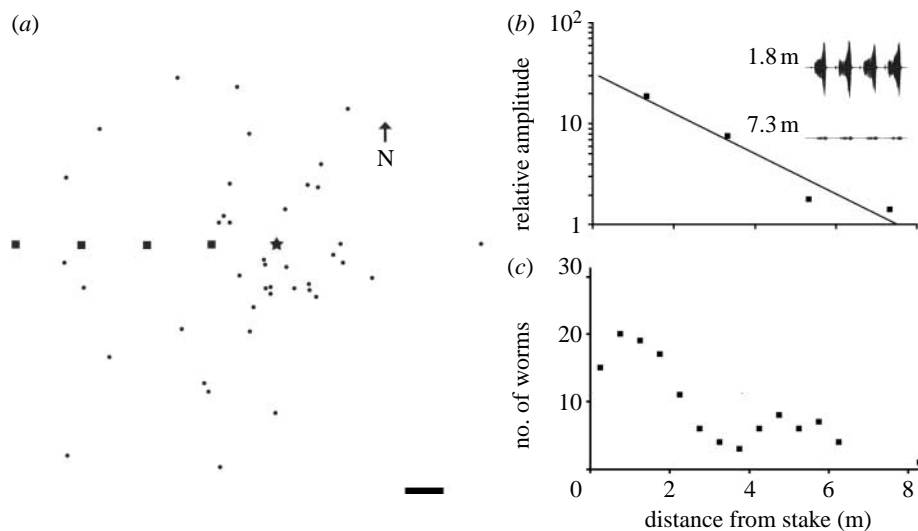 (a)
N
(b)
10²
10
1
relative amplitude
1.8 m
7.3 m
(c)
30
20
10
0
no. of worms
0 2 4 6 8
distance from stake (m)